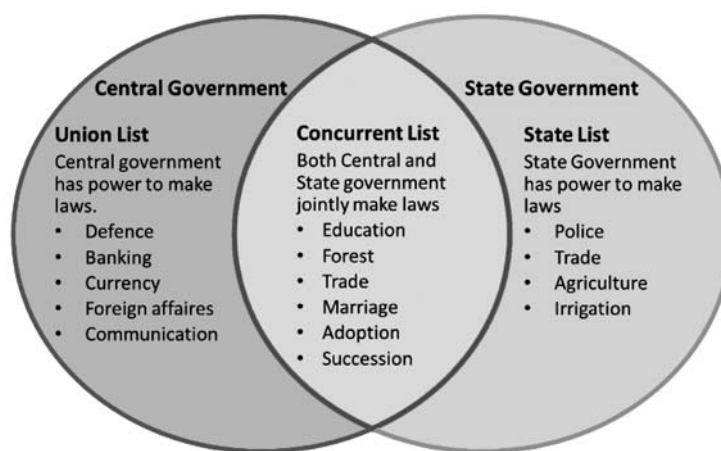 Central Government
State Government
Union List
Central government
has power to make
laws.
• Defence
• Banking
• Currency
• Foreign affaires
• Communication
Concurrent List
Both Central and
State government
jointly make laws
• Education
• Forest
• Trade
• Marriage
• Adoption
• Succession
State List
State Government
has power to make
laws
• Police
• Trade
• Agriculture
• Irrigation